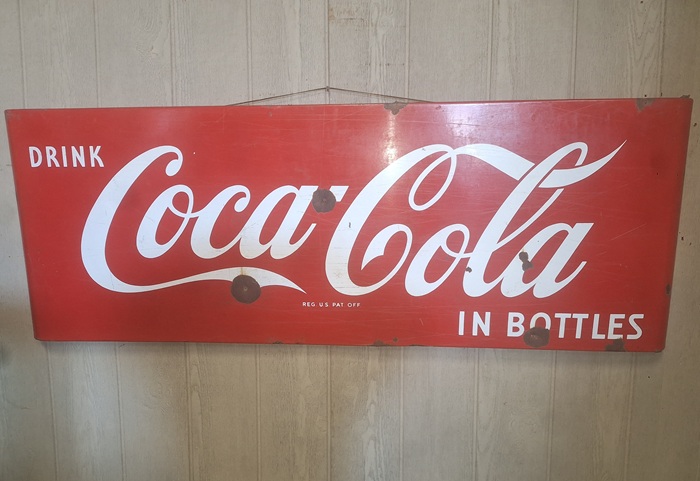 DRINK
Coca-Cola
REG. U.S. PAT. OFF.
IN BOTTLES